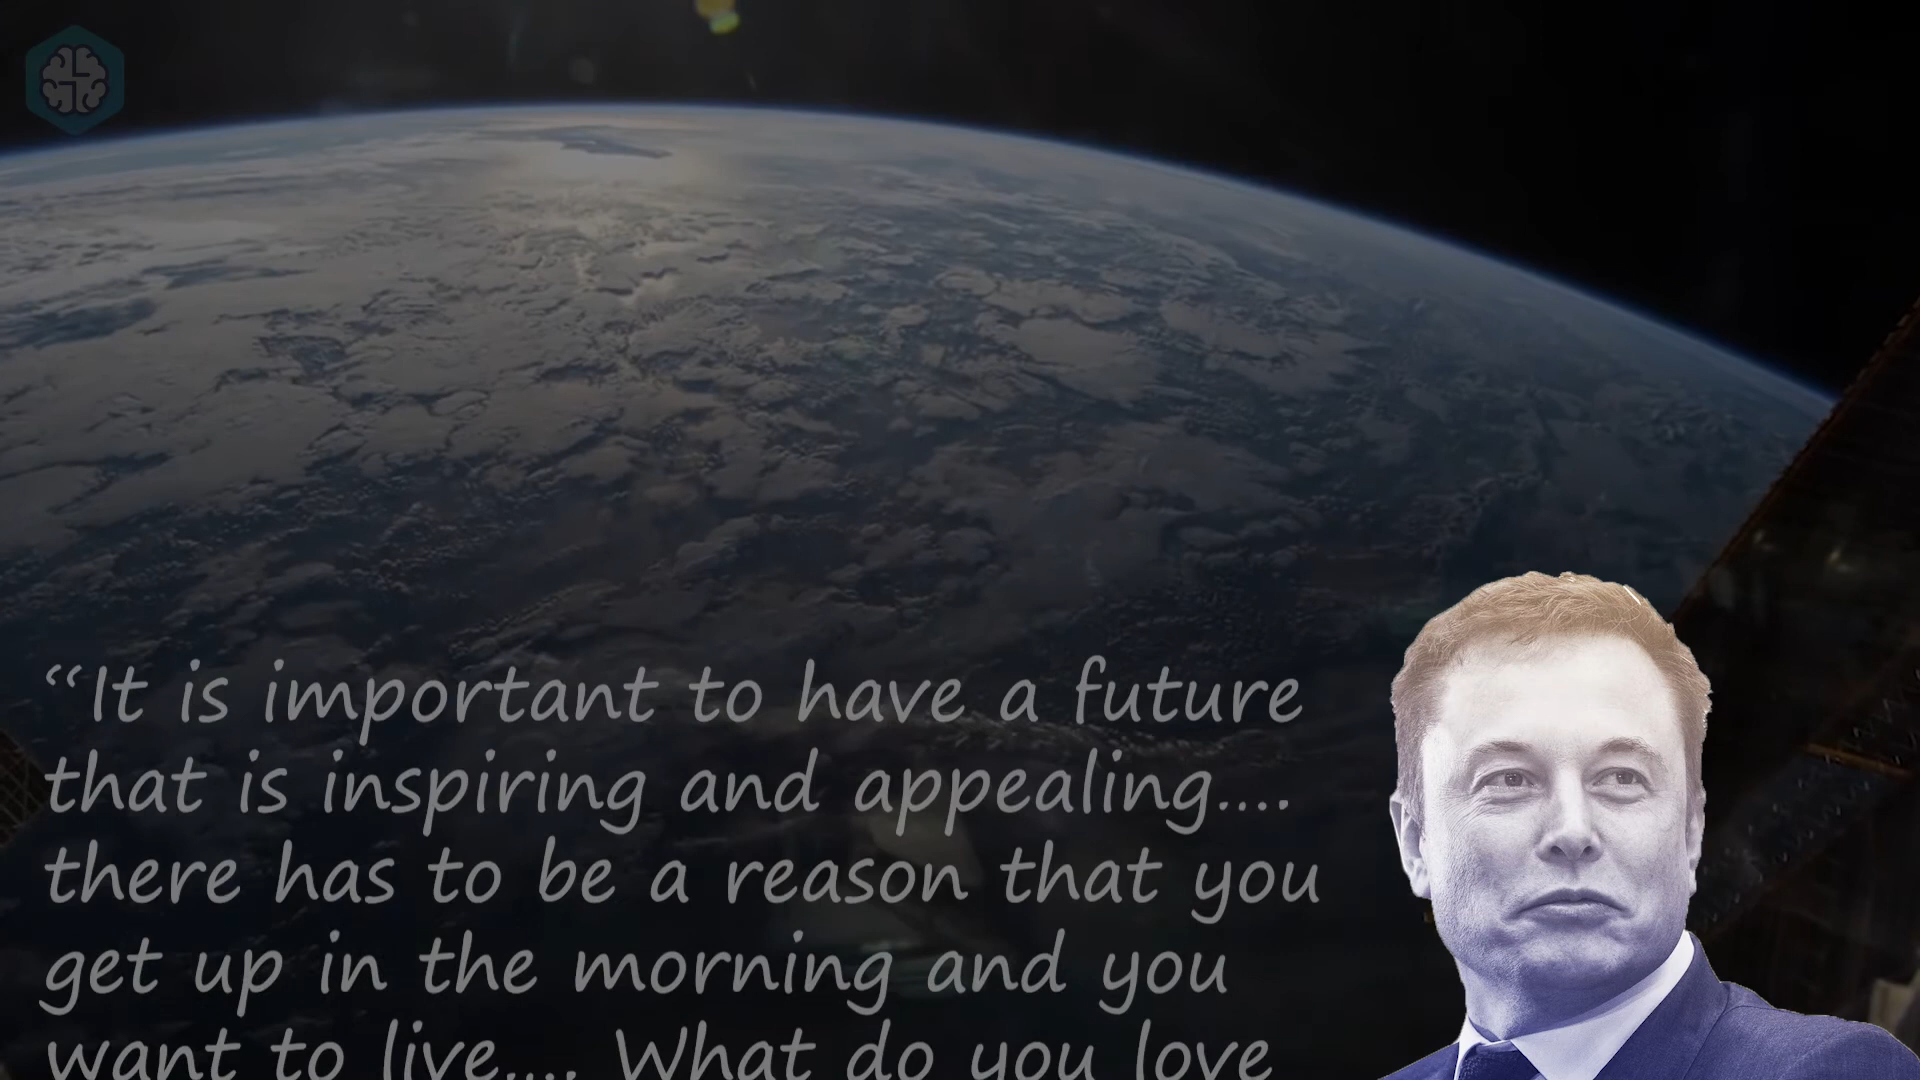 “It is important to have a future
that is inspiring and appealing....
there has to be a reason that you
get up in the morning and you
want to live.... What do you love